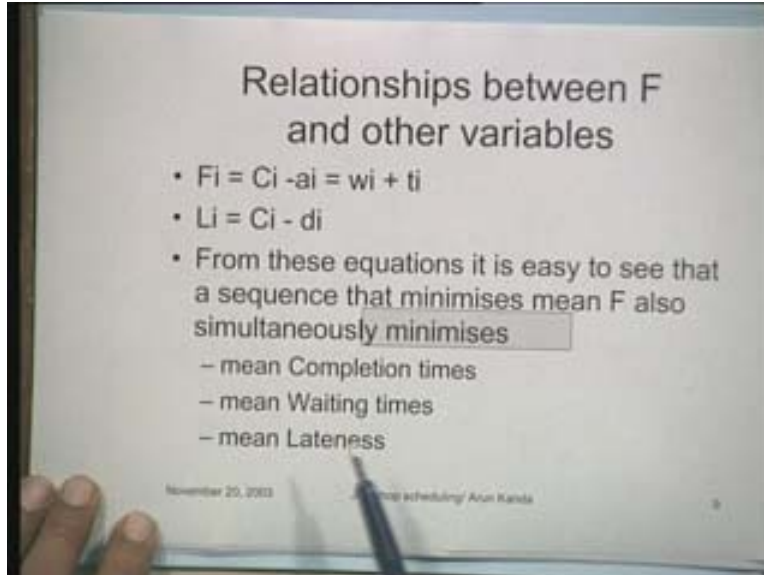 Relationships between F
and other variables
• Fi = Ci -ai = wi + ti
• Li = Ci - di
• From these equations it is easy to see that
a sequence that minimises mean F also
simultaneously minimises
– mean Completion times
– mean Waiting times
– mean Lateness
November 20, 2003 scheduling/ Arun Kanda